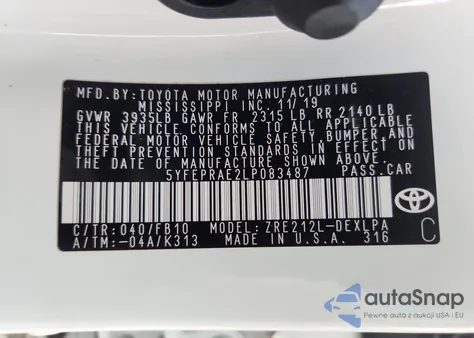 MFD. BY: TOYOTA MOTOR MANUFACTURING
MISSISSIPPI INC. 11/19
GVWR 3935LB GAWR FR 2315 LB RR 2140 LB
THIS VEHICLE CONFORMS TO ALL APPLICABLE
FEDERAL MOTOR VEHICLE SAFETY, BUMPER, AND
THEFT PREVENTION STANDARDS IN EFFECT ON
THE DATE OF MANUFACTURE SHOWN ABOVE.
5YFEPRAE2LP083487 PASS.CAR
C/TR: 040/FB10 MODEL: ZRE212L-DEXLPA
A/TM: -04A/K313 MADE IN U.S.A. 316 C
autoSnap
Pewne auta z aukcji USA i EU